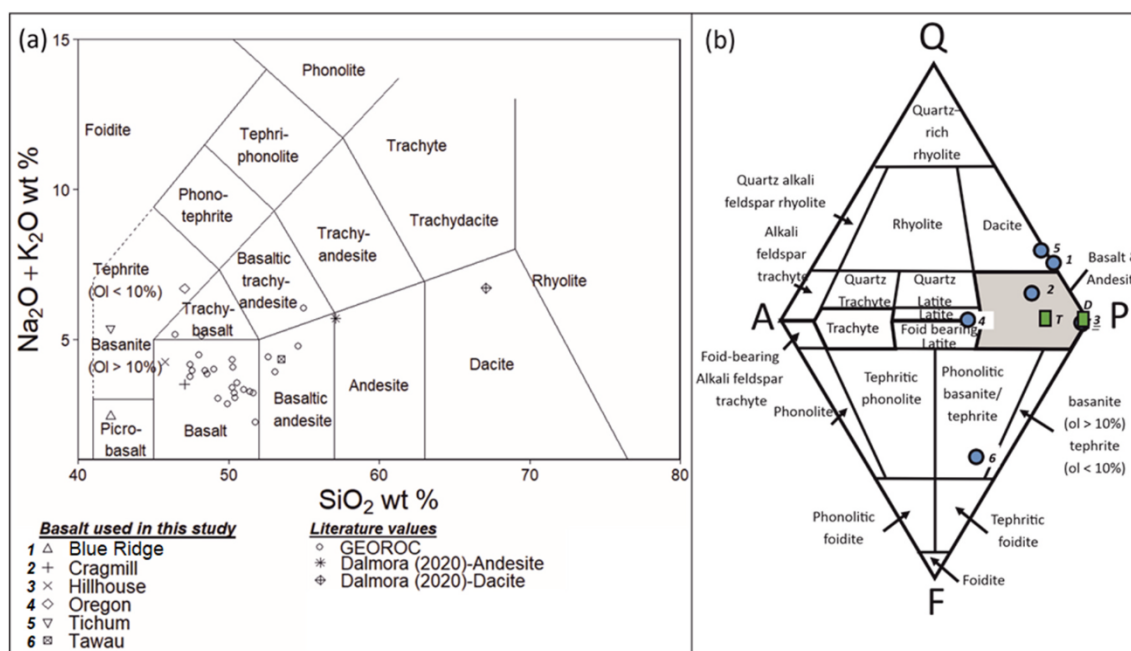 (a)
15
10
5
Na₂O + K₂O wt %
40
50
60
70
80
SiO₂ wt %
Phonolite
Foidite
Tephri-
phonolite
Trachyte
Phono-
tephrite
Trachy-
andesite
Trachydacite
Basaltic
trachy-
andesite
Tephrite
(Ol < 10%)
Rhyolite
Trachy-
basalt
Basanite
(Ol > 10%)
Dacite
Andesite
Basaltic
andesite
Picro-
basalt
Basalt
Basalt used in this study
1 Blue Ridge
2 Cragmill
3 Hillhouse
4 Oregon
5 Tichum
6 Tawau
Literature values
GEOROC
Dalmora (2020)-Andesite
Dalmora (2020)-Dacite
(b)
Q
Quartz-
rich
rhyolite
Quartz alkali
feldspar rhyolite
Rhyolite
Dacite
Alkali
feldspar
trachyte
5
1
Basalt &
Andesi
Quartz
Trachyte
Quartz
Latite
2
A
Latite
4
T
D
3
P
Trachyte
Foid bearing
Latite
Foid-bearing
Alkali feldspar
trachyte
Phonolite
Tephritic
phonolite
Phonolitic
basanite/
tephrite
basanite
(ol > 10%)
tephrite
(ol < 10%)
6
Phonolitic
foidite
Tephritic
foidite
Foidite
F